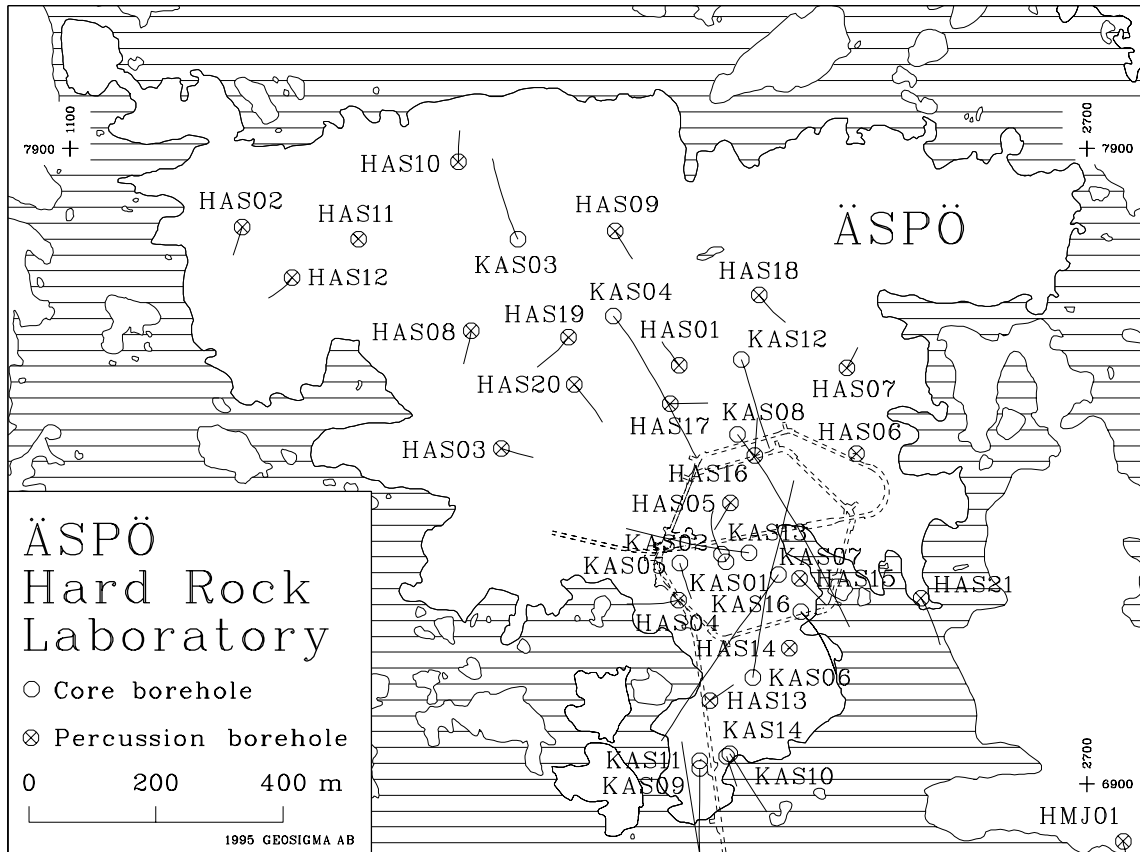 1100
2700
7900
7900
HAS10
HAS02
HAS11
HAS09
ÄSPÖ
KAS03
HAS18
HAS12
KAS04
HAS19
HAS01
KAS12
HAS08
HAS20
HAS07
KAS08
HAS17
HAS06
HAS03
HAS16
HAS05
KAS13
KAS02
KAS07
KAS05
KAS01
HAS15
HAS21
KAS16
HAS04
HAS14
KAS06
HAS13
KAS14
KAS11
KAS10
KAS09
2700
6900
HMJ01
ÄSPÖ
Hard Rock
Laboratory
Core borehole
Percussion borehole
0 200 400 m
1995 GEOSIGMA AB